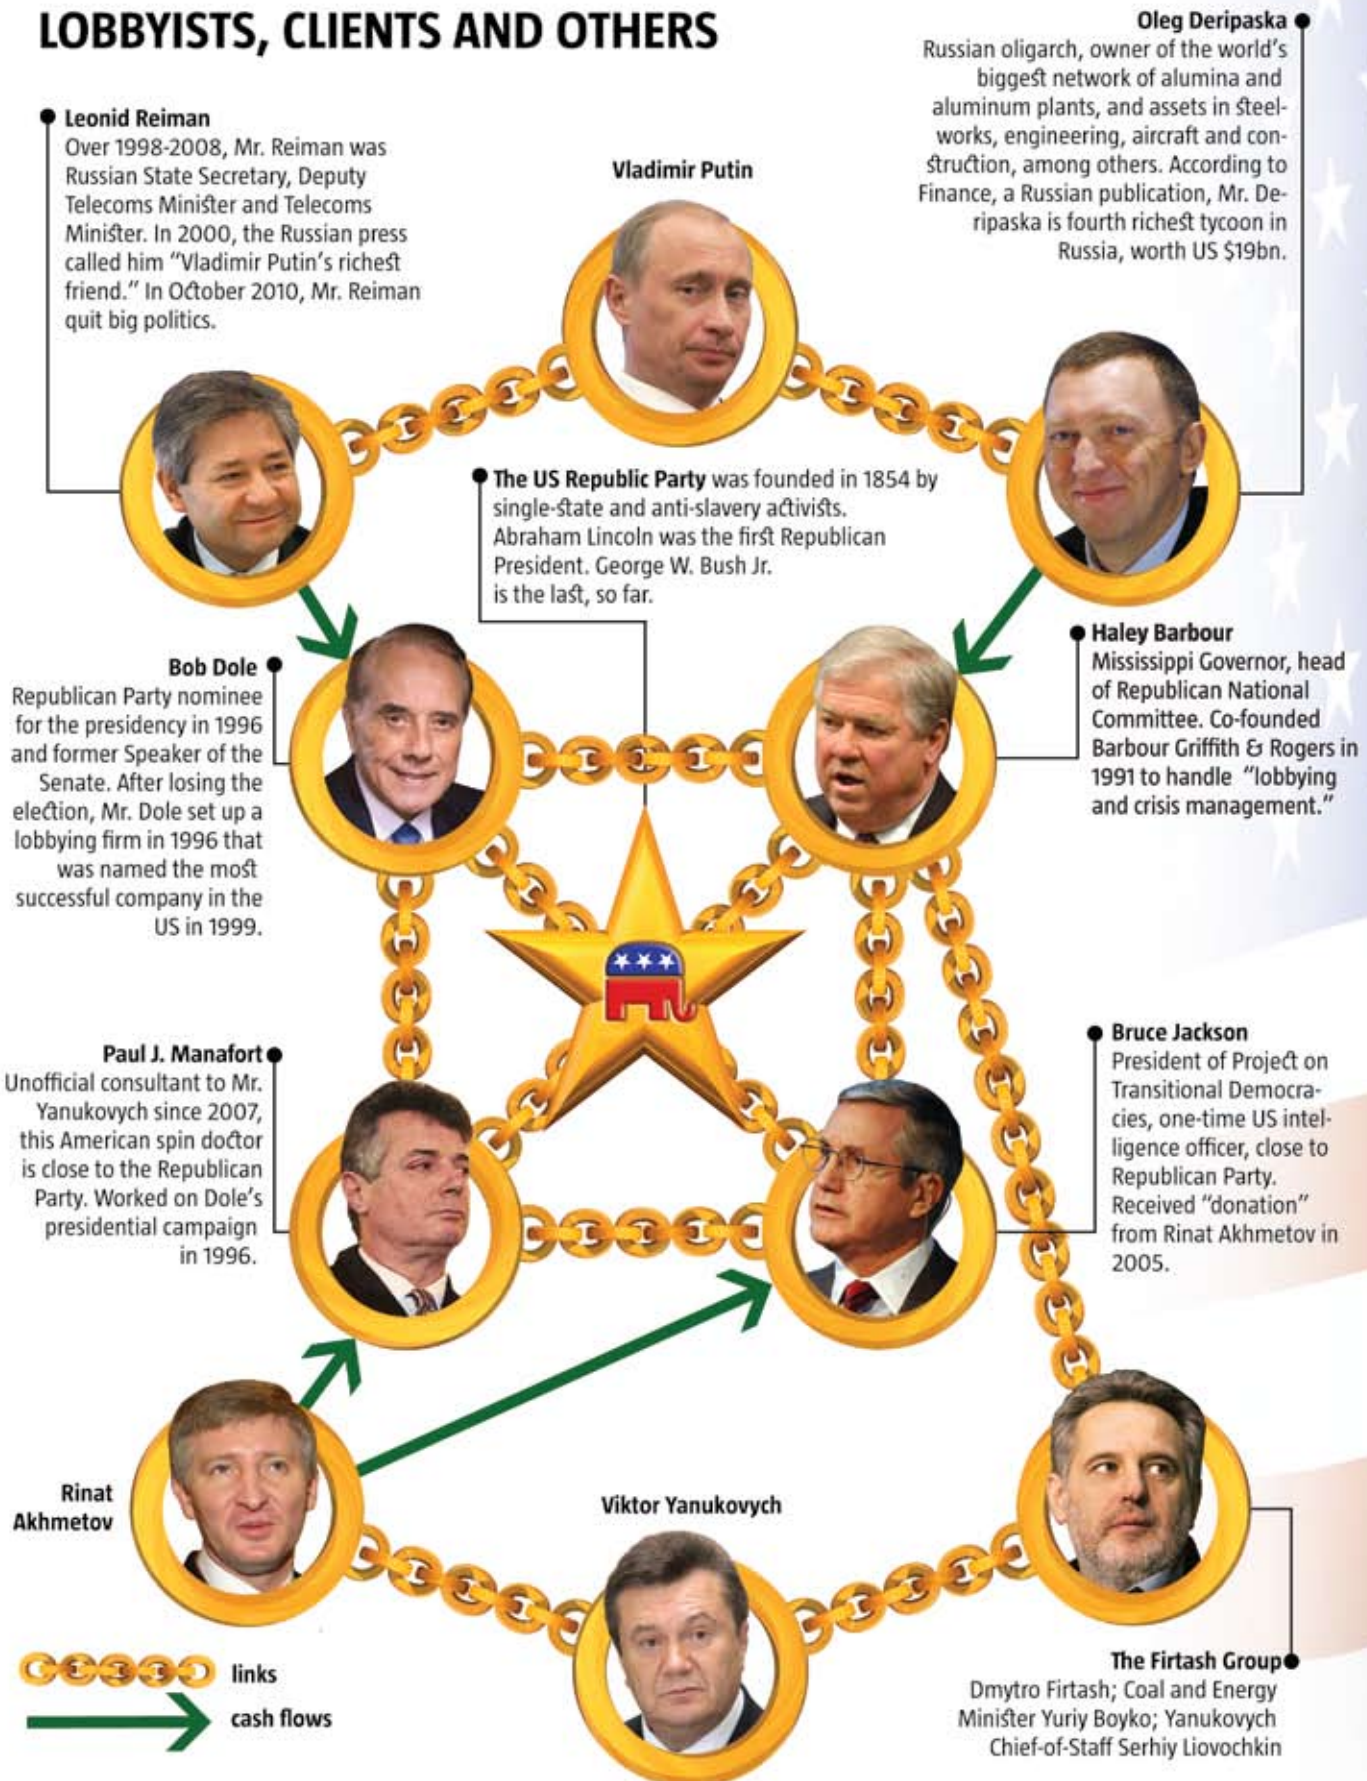 LOBBYISTS, CLIENTS AND OTHERS
Oleg Deripaska
Russian oligarch, owner of the world's
biggest network of alumina and
aluminum plants, and assets in steel-
works, engineering, aircraft and con-
struction, among others. According to
Finance, a Russian publication, Mr. De-
ripaska is fourth richest tycoon in
Russia, worth US $19bn.
Leonid Reiman
Over 1998-2008, Mr. Reiman was
Russian State Secretary, Deputy
Telecoms Minister and Telecoms
Minister. In 2000, the Russian press
called him "Vladimir Putin's richest
friend." In October 2010, Mr. Reiman
quit big politics.
Vladimir Putin
The US Republic Party was founded in 1854 by
single-state and anti-slavery activists.
Abraham Lincoln was the first Republican
President. George W. Bush Jr.
is the last, so far.
Bob Dole
Republican Party nominee
for the presidency in 1996
and former Speaker of the
Senate. After losing the
election, Mr. Dole set up a
lobbying firm in 1996 that
was named the most
successful company in the
US in 1999.
Haley Barbour
Mississippi Governor, head
of Republican National
Committee. Co-founded
Barbour Griffith & Rogers in
1991 to handle "lobbying
and crisis management."
Paul J. Manafort
Unofficial consultant to Mr.
Yanukovych since 2007,
this American spin doctor
is close to the Republican
Party. Worked on Dole's
presidential campaign
in 1996.
Bruce Jackson
President of Project on
Transitional Democra-
cies, one-time US intel-
ligence officer, close to
Republican Party.
Received "donation"
from Rinat Akhmetov in
2005.
Rinat
Akhmetov
Viktor Yanukovych
The Firtash Group
Dmytro Firtash; Coal and Energy
Minister Yuriy Boyko; Yanukovych
Chief-of-Staff Serhiy Liovochkin
links
cash flows